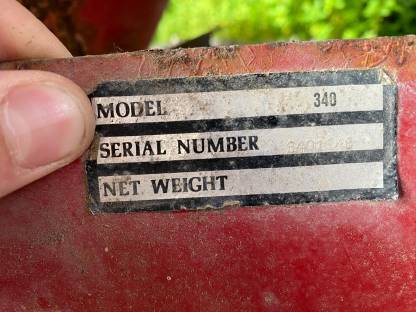 MODEL 340
SERIAL NUMBER
NET WEIGHT